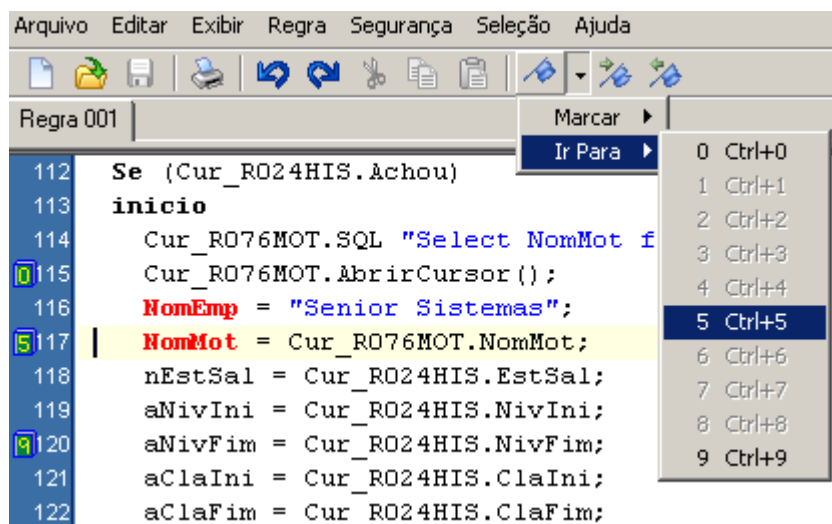 Arquivo Editar Exibir Regra Segurança Seleção Ajuda
Regra 001
Marcar
Ir Para
0 Ctrl+0
1 Ctrl+1
2 Ctrl+2
3 Ctrl+3
4 Ctrl+4
5 Ctrl+5
6 Ctrl+6
7 Ctrl+7
8 Ctrl+8
9 Ctrl+9
112 Se (Cur_R024HIS.Achou)
113 inicio
114 Cur_R076MOT.SQL "Select NomMot f
0 115 Cur_R076MOT.AbrirCursor();
116 NomEmp = "Senior Sistemas";
5 117 NomMot = Cur_R076MOT.NomMot;
118 nEstSal = Cur_R024HIS.EstSal;
119 aNivIni = Cur_R024HIS.NivIni;
9 120 aNivFim = Cur_R024HIS.NivFim;
121 aClaIni = Cur_R024HIS.ClaIni;
122 aClaFim = Cur_R024HIS.ClaFim;